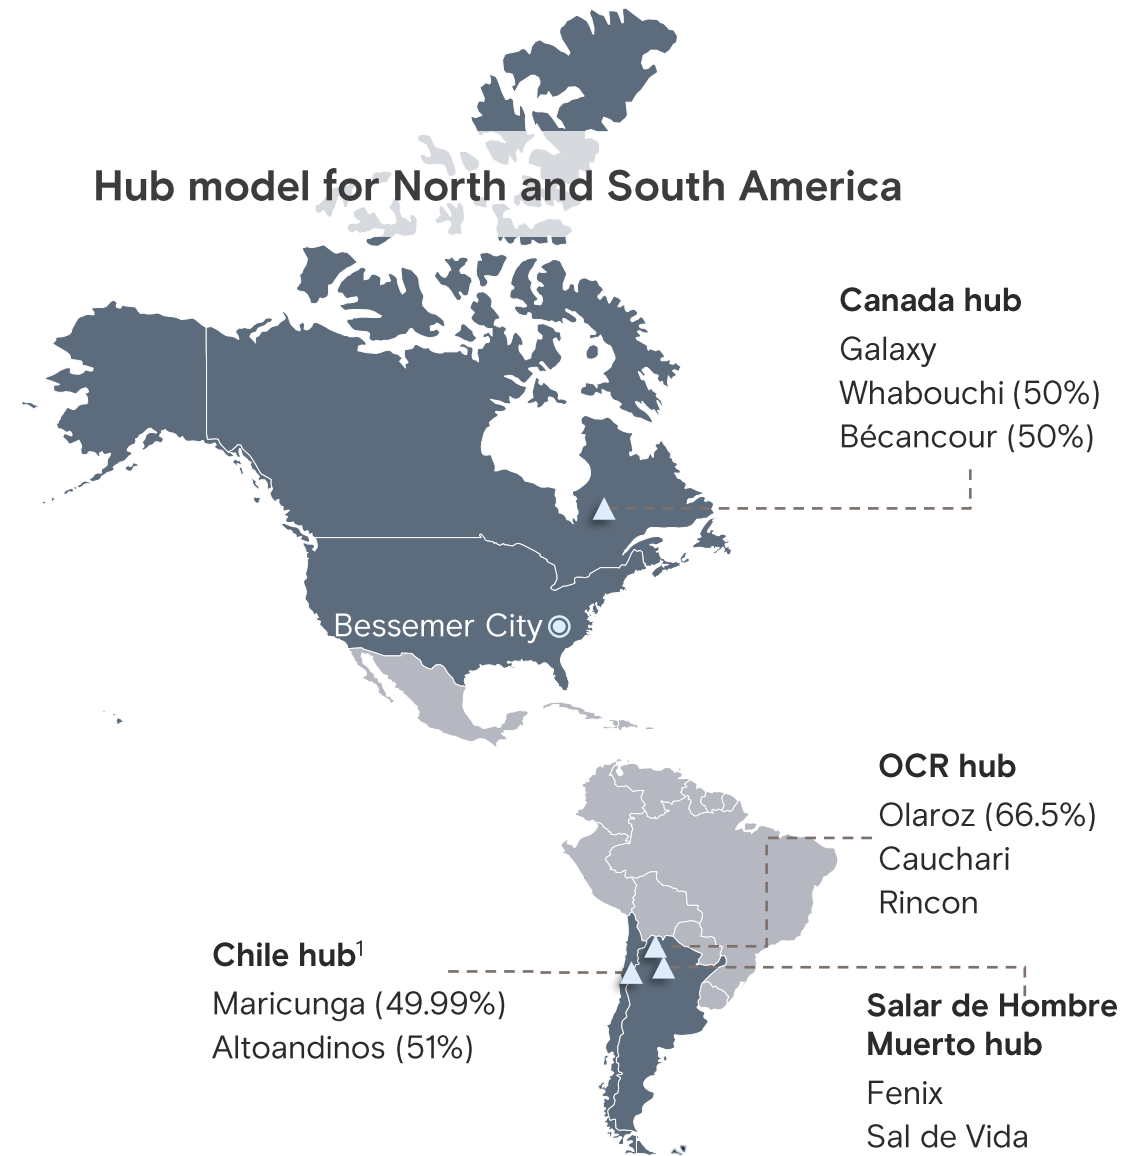 Hub model for North and South America
Canada hub
Galaxy
Whabouchi (50%)
Bécancour (50%)
Bessemer City
OCR hub
Olaroz (66.5%)
Cauchari
Rincon
Chile hub¹
Maricunga (49.99%)
Altoandinos (51%)
Salar de Hombre
Muerto hub
Fenix
Sal de Vida